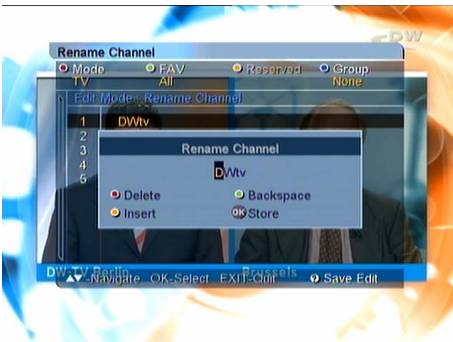 DW
Rename Channel
Mode FAV Reserved Group
TV All None
Edit Mode - Rename Channel
1 DWtv
2
3
4
5
Rename Channel
DWtv
Delete Backspace
Insert OK Store
DW-TV Berlin Brussels
Navigate OK-Select EXIT-Quit Save Edit